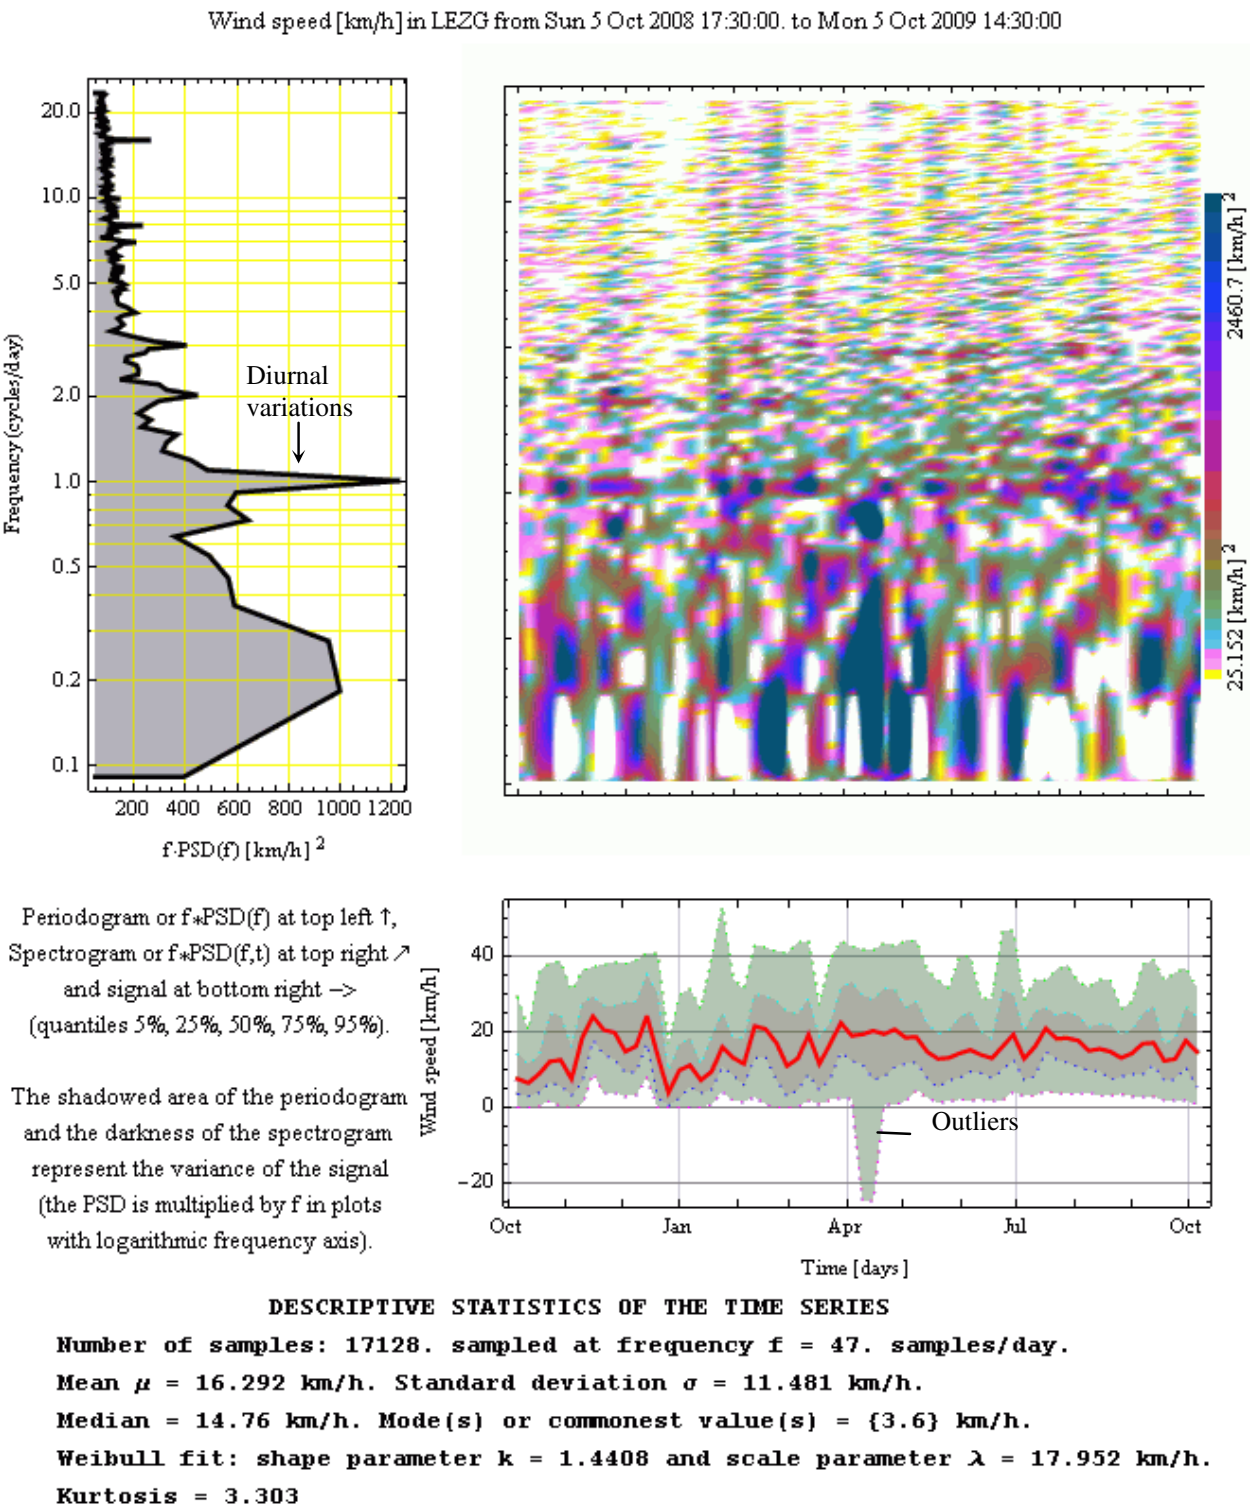 Wind speed [km/h] in LEZG from Sun 5 Oct 2008 17:30:00. to Mon 5 Oct 2009 14:30:00
20.0
10.0
5.0
2.0
1.0
0.5
0.2
0.1
Frequency (cycles/day)
Diurnal
variations
200 400 600 800 1000 1200
f·PSD(f) [km/h] 2
2460.7 [km/h] 2
25.152 [km/h] 2
Periodogram or f*PSD(f) at top left ↑,
Spectrogram or f*PSD(f,t) at top right ↗
and signal at bottom right –>
(quantiles 5%, 25%, 50%, 75%, 95%).
The shadowed area of the periodogram
and the darkness of the spectrogram
represent the variance of the signal
(the PSD is multiplied by f in plots
with logarithmic frequency axis).
Wind speed [km/h]
40
20
0
−20
Outliers
Oct Jan Apr Jul Oct
Time [days]
DESCRIPTIVE STATISTICS OF THE TIME SERIES
Number of samples: 17128. sampled at frequency f = 47. samples/day.
Mean μ = 16.292 km/h. Standard deviation σ = 11.481 km/h.
Median = 14.76 km/h. Mode(s) or commonest value(s) = {3.6} km/h.
Weibull fit: shape parameter k = 1.4408 and scale parameter λ = 17.952 km/h.
Kurtosis = 3.303